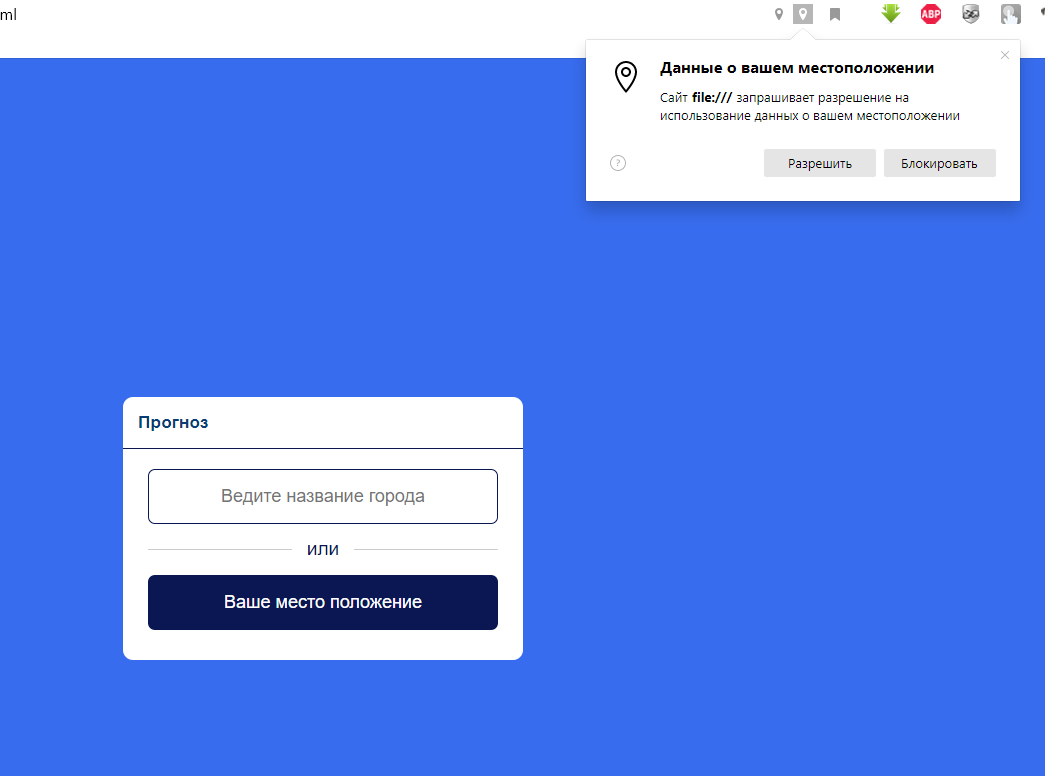 ml
ABP
Данные о вашем местоположении
Сайт file:/// запрашивает разрешение на
использование данных о вашем местоположении
?
Разрешить Блокировать
Прогноз
Ведите название города
или
Ваше место положение